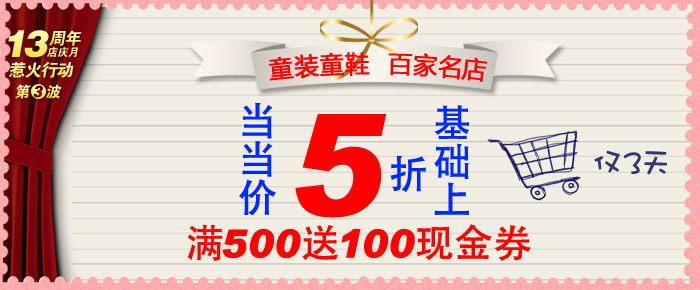 13周年
店庆月
惹火行动
第3波
童装童鞋 百家名店
当当价
5折
基础上
仅3天
满500送100现金券